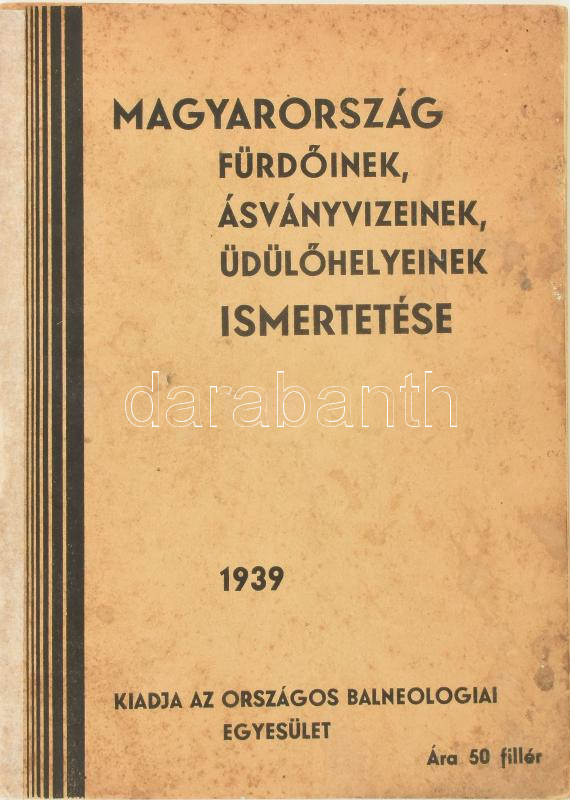 MAGYARORSZÁG
FÜRDŐINEK,
ÁSVÁNYVIZEINEK,
ÜDÜLŐHELYEINEK
ISMERTETÉSE
darabanth
1939
KIADJA AZ ORSZÁGOS BALNEOLOGIAI
EGYESÜLET
Ára 50 fillér